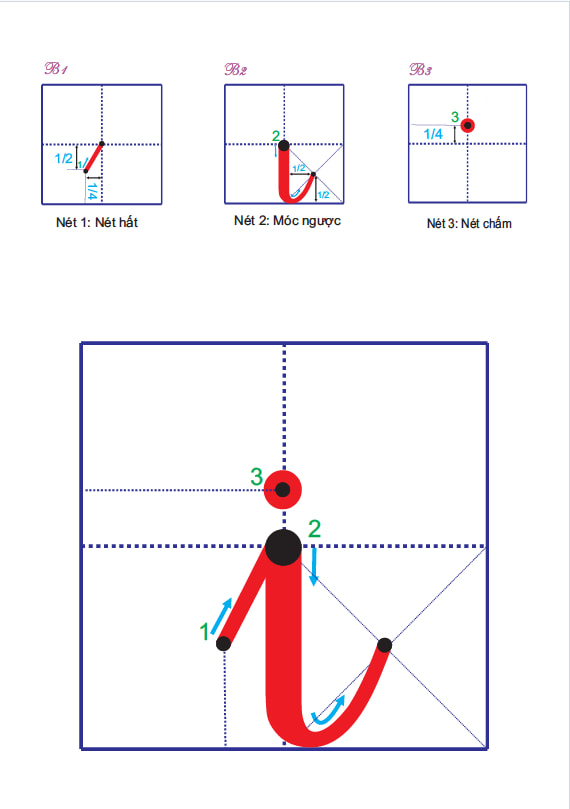 B1 B2 B3
1/2 1 1/4
2 1/2 1/2
3 1/4
Nét 1: Nét hất
Nét 2: Móc ngược
Nét 3: Nét chấm
3
2
1